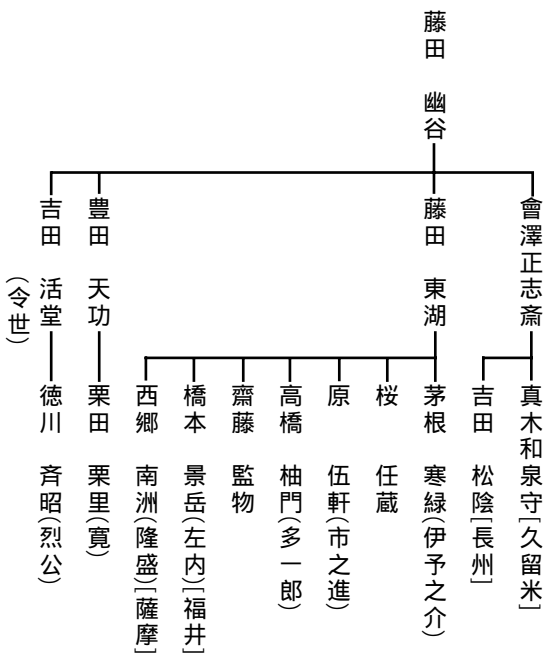 藤田 幽谷
會澤正志斎
藤田 東湖
豊田 天功
吉田 活堂
(令世)
真木和泉守[久留米]
吉田 松陰[長州]
茅根 寒緑(伊予之介)
桜 任蔵
原 伍軒(市之進)
高橋 柚門(多一郎)
齋藤 監物
橋本 景岳(左内)[福井]
西郷 南洲(隆盛)[薩摩]
栗田 栗里(寛)
徳川 斉昭(烈公)